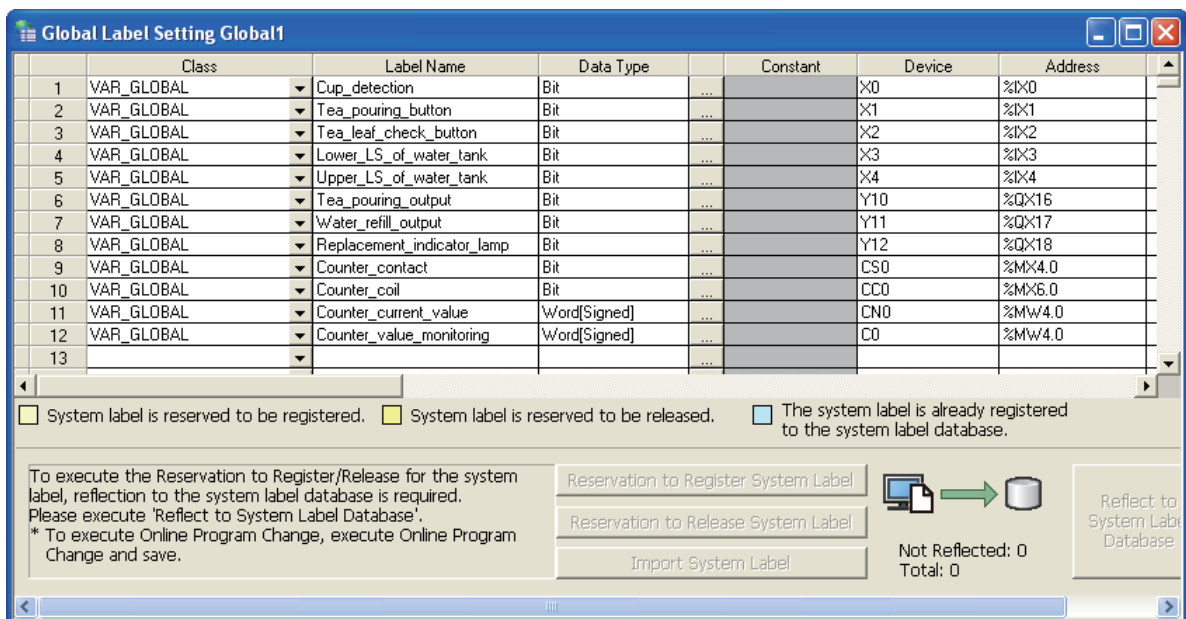 Global Label Setting Global1
Class Label Name Data Type Constant Device Address
1 VAR_GLOBAL Cup_detection Bit ... X0 %IX0
2 VAR_GLOBAL Tea_pouring_button Bit ... X1 %IX1
3 VAR_GLOBAL Tea_leaf_check_button Bit ... X2 %IX2
4 VAR_GLOBAL Lower_LS_of_water_tank Bit ... X3 %IX3
5 VAR_GLOBAL Upper_LS_of_water_tank Bit ... X4 %IX4
6 VAR_GLOBAL Tea_pouring_output Bit ... Y10 %QX16
7 VAR_GLOBAL Water_refill_output Bit ... Y11 %QX17
8 VAR_GLOBAL Replacement_indicator_lamp Bit ... Y12 %QX18
9 VAR_GLOBAL Counter_contact Bit ... CS0 %MX4.0
10 VAR_GLOBAL Counter_coil Bit ... CC0 %MX6.0
11 VAR_GLOBAL Counter_current_value Word[Signed] ... CN0 %MW4.0
12 VAR_GLOBAL Counter_value_monitoring Word[Signed] ... C0 %MW4.0
13 ...
System label is reserved to be registered. System label is reserved to be released. The system label is already registered
to the system label database.
To execute the Reservation to Register/Release for the system
label, reflection to the system label database is required.
Please execute 'Reflect to System Label Database'.
* To execute Online Program Change, execute Online Program
Change and save.
Reservation to Register System Label
Reservation to Release System Label
Import System Label
Not Reflected: 0
Total: 0
Reflect to
System Labe
Database